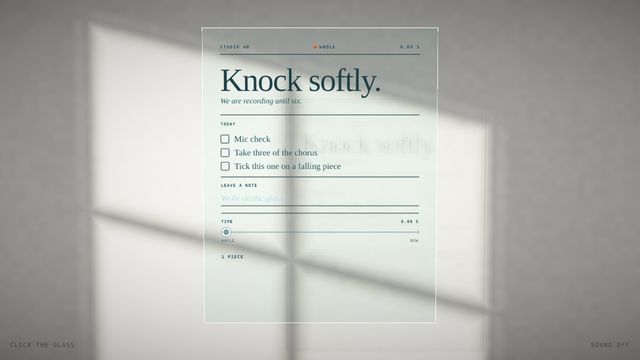 STUDIO 4B
WHOLE
0.00 S
Knock softly.
We are recording until six.
TODAY
Mic check
Take three of the chorus
Tick this one on a falling piece
LEAVE A NOTE
Write on the glass.
TIME
0.00 S
WHOLE
NOW
1 PIECE
CLICK THE GLASS
SOUND OFF